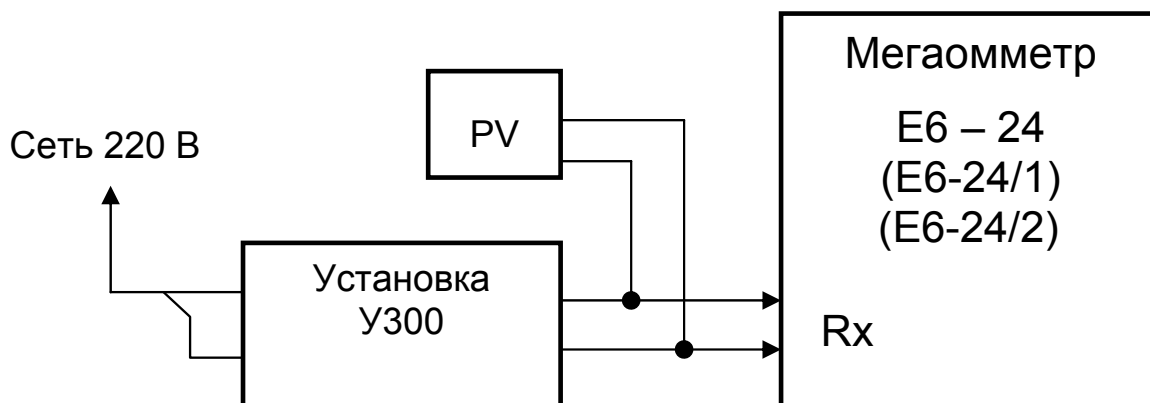 Мегаомметр
Е6 – 24
(Е6-24/1)
(Е6-24/2)
PV
Сеть 220 В
Установка
У300
Rx